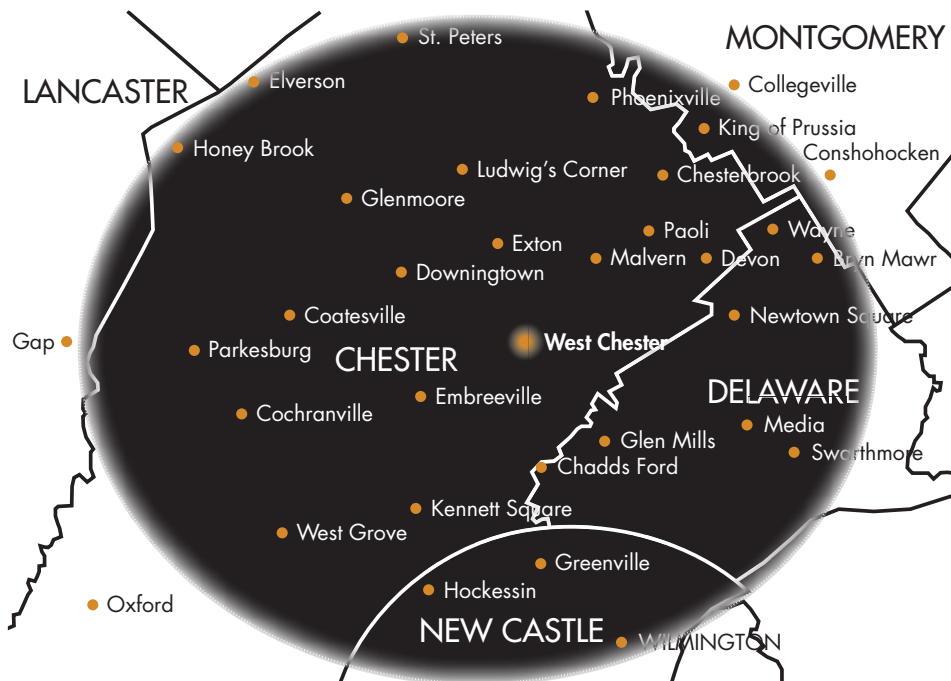 St. Peters
MONTGOMERY
LANCASTER
Elverson
Collegeville
Phoenixville
King of Prussia
Honey Brook
Conshohocken
Ludwig's Corner
Chesterbrook
Glenmoore
Paoli
Wayne
Exton
Malvern
Devon
Bryn Mawr
Downingtown
Coatesville
Newtown Square
Gap
West Chester
Parkesburg
CHESTER
DELAWARE
Embreeville
Cochranville
Media
Glen Mills
Swarthmore
Chadds Ford
Kennett Square
West Grove
Greenville
Hockessin
Oxford
NEW CASTLE
WILMINGTON